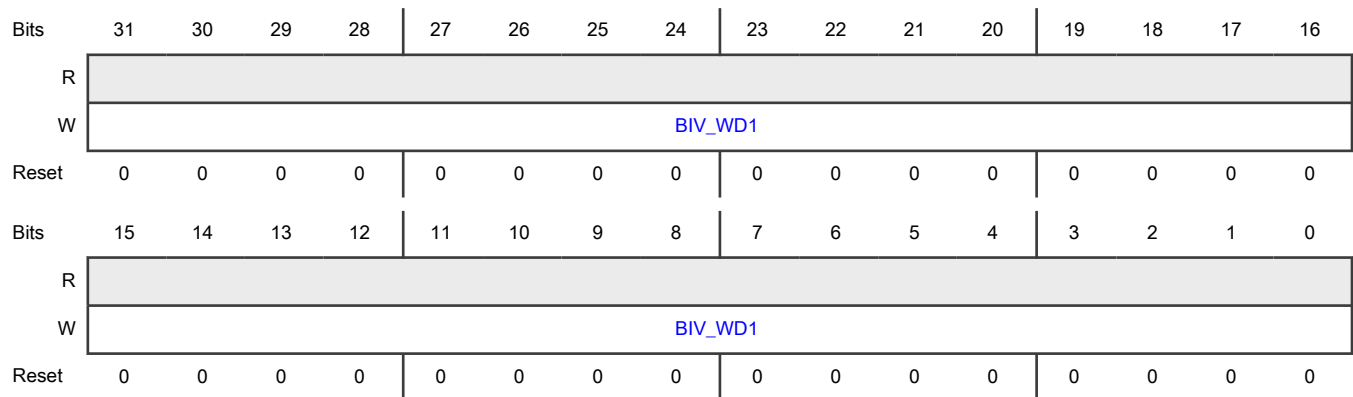 Bits 31 30 29 28 27 26 25 24 23 22 21 20 19 18 17 16
R
W BIV_WD1
Reset 0 0 0 0 0 0 0 0 0 0 0 0 0 0 0 0
Bits 15 14 13 12 11 10 9 8 7 6 5 4 3 2 1 0
R
W BIV_WD1
Reset 0 0 0 0 0 0 0 0 0 0 0 0 0 0 0 0